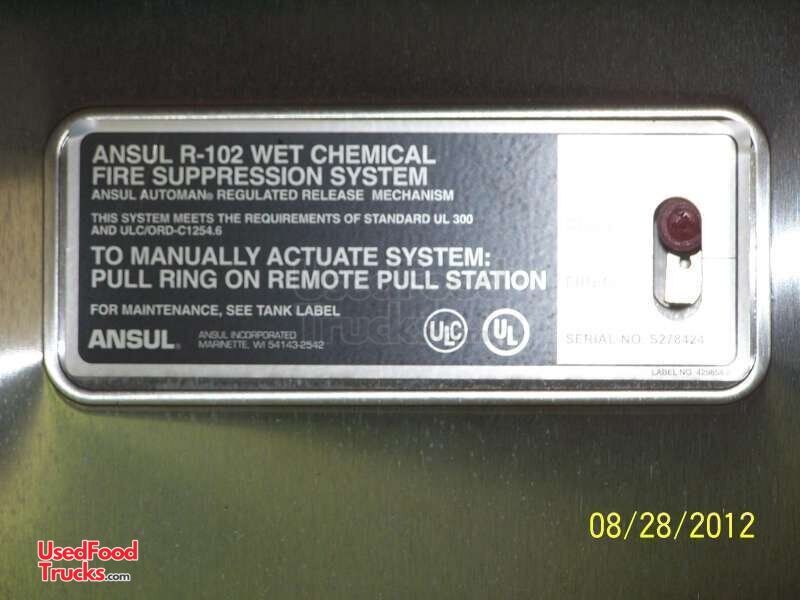 ANSUL R-102 WET CHEMICAL
FIRE SUPPRESSION SYSTEM
ANSUL AUTOMAN® REGULATED RELEASE MECHANISM
THIS SYSTEM MEETS THE REQUIREMENTS OF STANDARD UL 300
AND ULC/ORD-C1254.6
TO MANUALLY ACTUATE SYSTEM:
PULL RING ON REMOTE PULL STATION
FOR MAINTENANCE, SEE TANK LABEL
ANSUL®
ANSUL INCORPORATED
MARINETTE, WI 54143-2542
ULC
UL
SERIAL NO. S278424
LABEL NO.
08/28/2012
UsedFood
Trucks.com